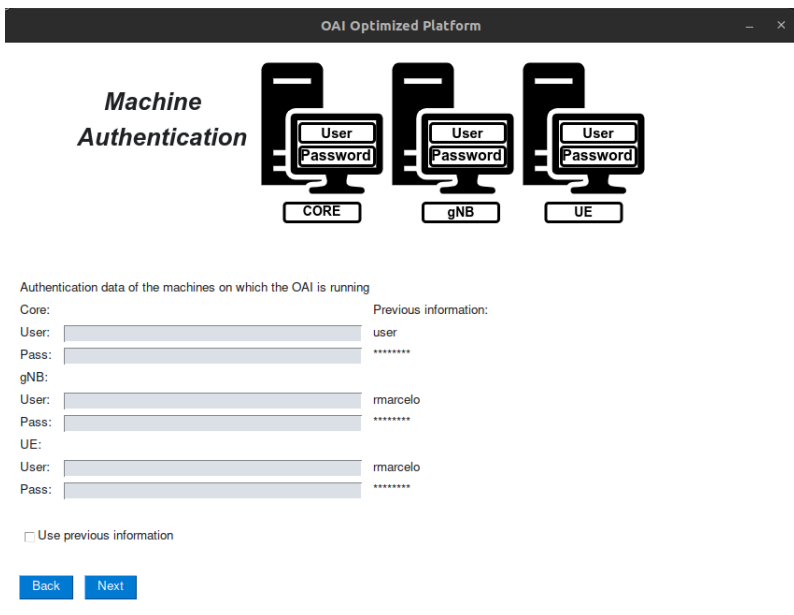 OAI Optimized Platform
Machine
Authentication
User User User
Password Password Password
CORE gNB UE
Authentication data of the machines on which the OAI is running
Core: Previous information:
User: user
Pass: ********
gNB:
User: rmarcelo
Pass: ********
UE:
User: rmarcelo
Pass: ********
Use previous information
Back Next